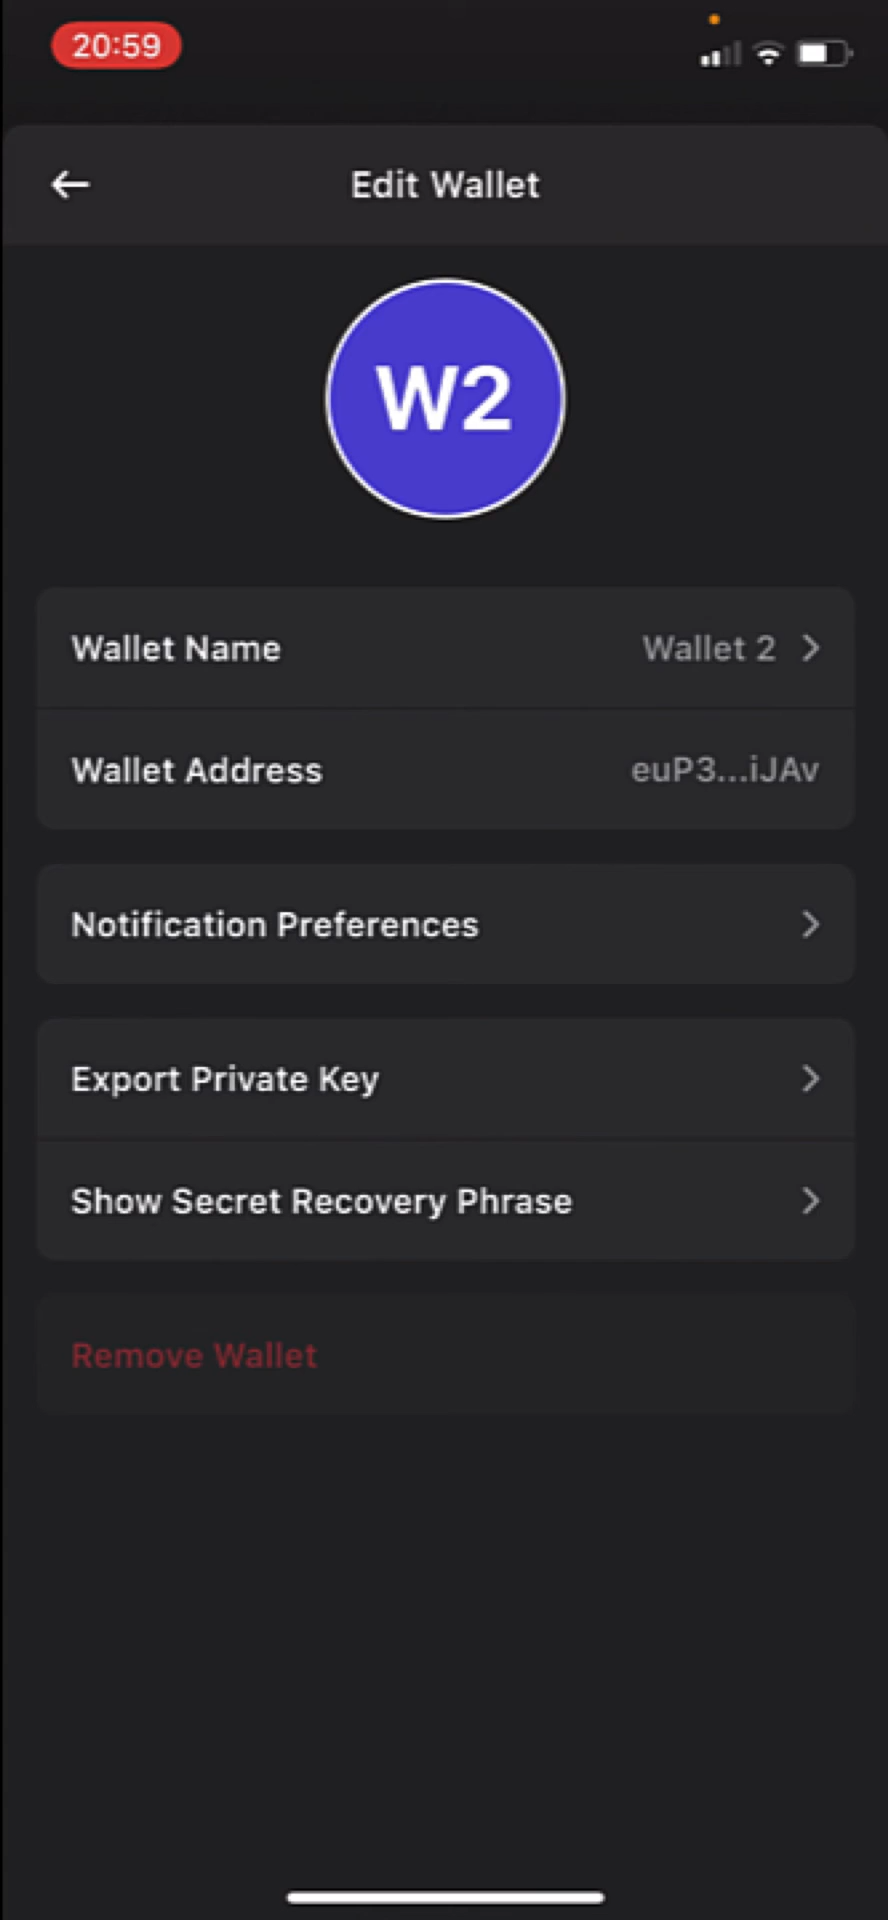 20:59
Edit Wallet
W2
Wallet Name Wallet 2
Wallet Address euP3...iJAv
Notification Preferences
Export Private Key
Show Secret Recovery Phrase
Remove Wallet